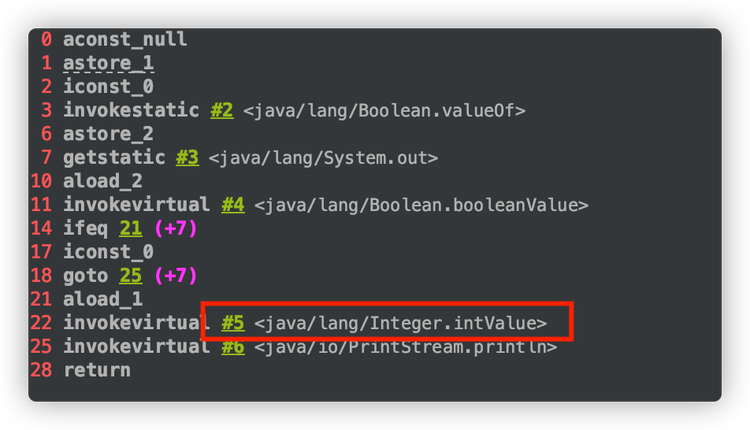 0 aconst_null
1 astore_1
2 iconst_0
3 invokestatic #2 <java/lang/Boolean.valueOf>
6 astore_2
7 getstatic #3 <java/lang/System.out>
10 aload_2
11 invokevirtual #4 <java/lang/Boolean.booleanValue>
14 ifeq 21 (+7)
17 iconst_0
18 goto 25 (+7)
21 aload_1
22 invokevirtual #5 <java/lang/Integer.intValue>
25 invokevirtual #6 <java/io/PrintStream.println>
28 return